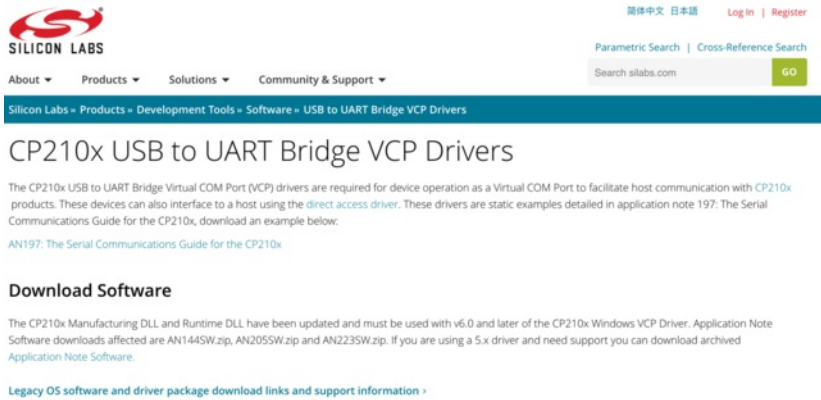 简体中文 日本語 Log In | Register
SILICON LABS
Parametric Search | Cross-Reference Search
About Products Solutions Community & Support
Search silabs.com GO
Silicon Labs » Products » Development Tools » Software » USB to UART Bridge VCP Drivers
CP210x USB to UART Bridge VCP Drivers
The CP210x USB to UART Bridge Virtual COM Port (VCP) drivers are required for device operation as a Virtual COM Port to facilitate host communication with CP210x
products. These devices can also interface to a host using the direct access driver. These drivers are static examples detailed in application note 197: The Serial
Communications Guide for the CP210x, download an example below:
AN197: The Serial Communications Guide for the CP210x
Download Software
The CP210x Manufacturing DLL and Runtime DLL have been updated and must be used with v6.0 and later of the CP210x Windows VCP Driver. Application Note
Software downloads affected are AN144SW.zip, AN205SW.zip and AN223SW.zip. If you are using a 5.x driver and need support you can download archived
Application Note Software.
Legacy OS software and driver package download links and support information ›